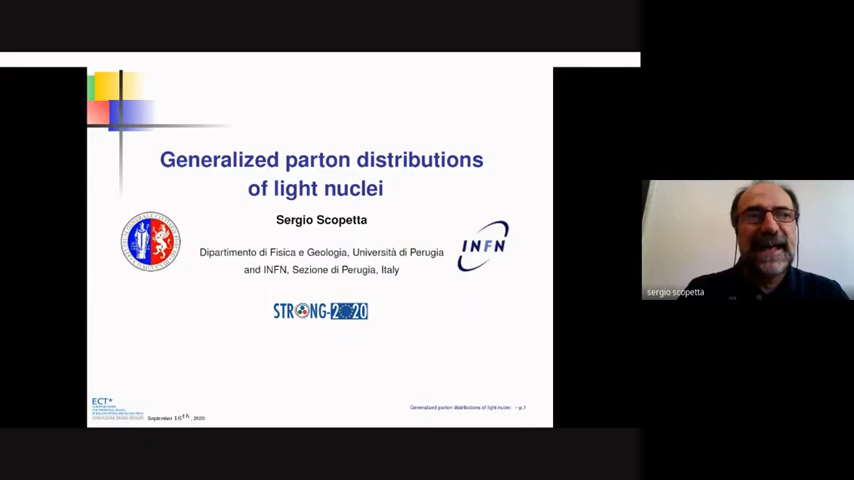 Generalized parton distributions
of light nuclei
Sergio Scopetta
Dipartimento di Fisica e Geologia, Università di Perugia
and INFN, Sezione di Perugia, Italy
INFN
STRONG-2020
sergio scopetta
ECT*
September 16th, 2020
Generalized parton distributions of light nuclei – p.1